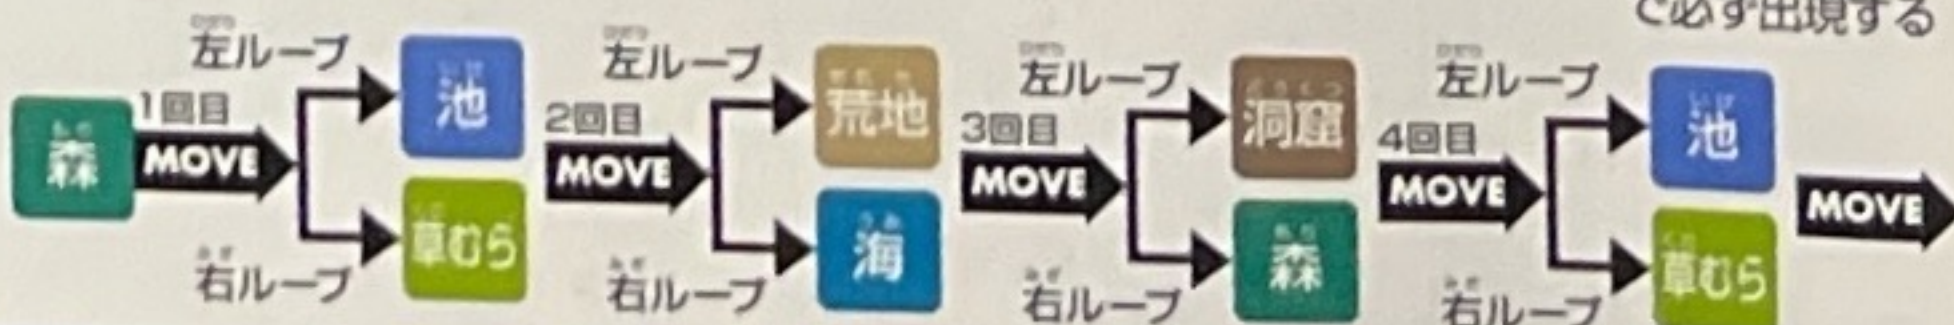 で必ず出現する
森
1回目
MOVE
左ループ
池
草むら
右ループ
2回目
MOVE
左ループ
荒地
海
右ループ
3回目
MOVE
左ループ
洞窟
森
右ループ
4回目
MOVE
左ループ
池
草むら
右ループ
MOVE